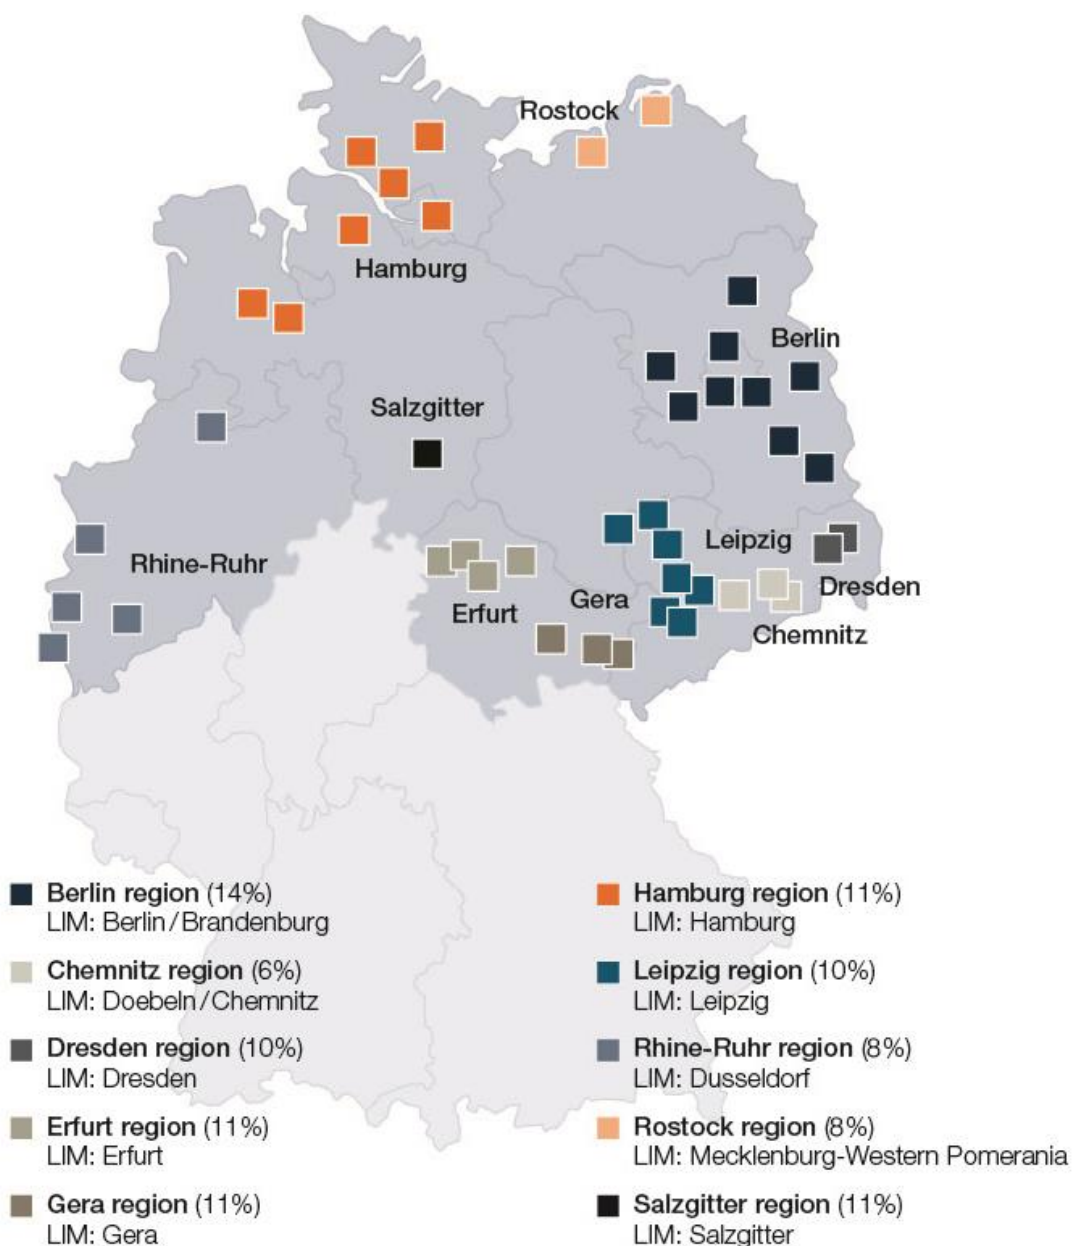 Rostock
Hamburg
Berlin
Salzgitter
Leipzig
Rhine-Ruhr
Dresden
Gera
Erfurt
Chemnitz
Berlin region (14%)
LIM: Berlin/Brandenburg
Chemnitz region (6%)
LIM: Doebeln/Chemnitz
Dresden region (10%)
LIM: Dresden
Erfurt region (11%)
LIM: Erfurt
Gera region (11%)
LIM: Gera
Hamburg region (11%)
LIM: Hamburg
Leipzig region (10%)
LIM: Leipzig
Rhine-Ruhr region (8%)
LIM: Dusseldorf
Rostock region (8%)
LIM: Mecklenburg-Western Pomerania
Salzgitter region (11%)
LIM: Salzgitter